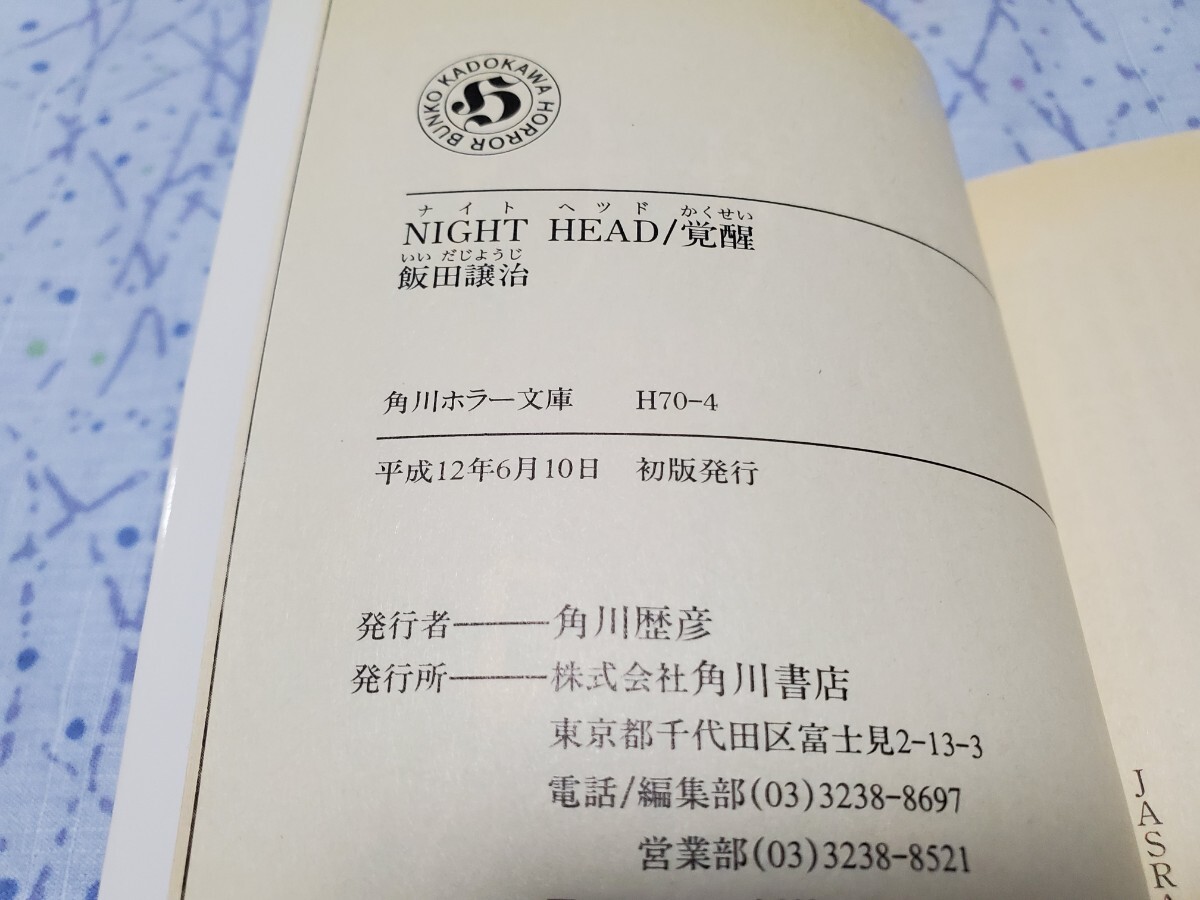 KADOKAWA HORROR BUNKO
H
ナイト ヘツド かくせい
NIGHT HEAD/覚醒
いいだじようじ
飯田譲治
角川ホラー文庫 H70-4
平成12年6月10日 初版発行
発行者――角川歴彦
発行所――株式会社角川書店
東京都千代田区富士見2-13-3
電話/編集部(03)3238-8697
営業部(03)3238-8521
JASRA